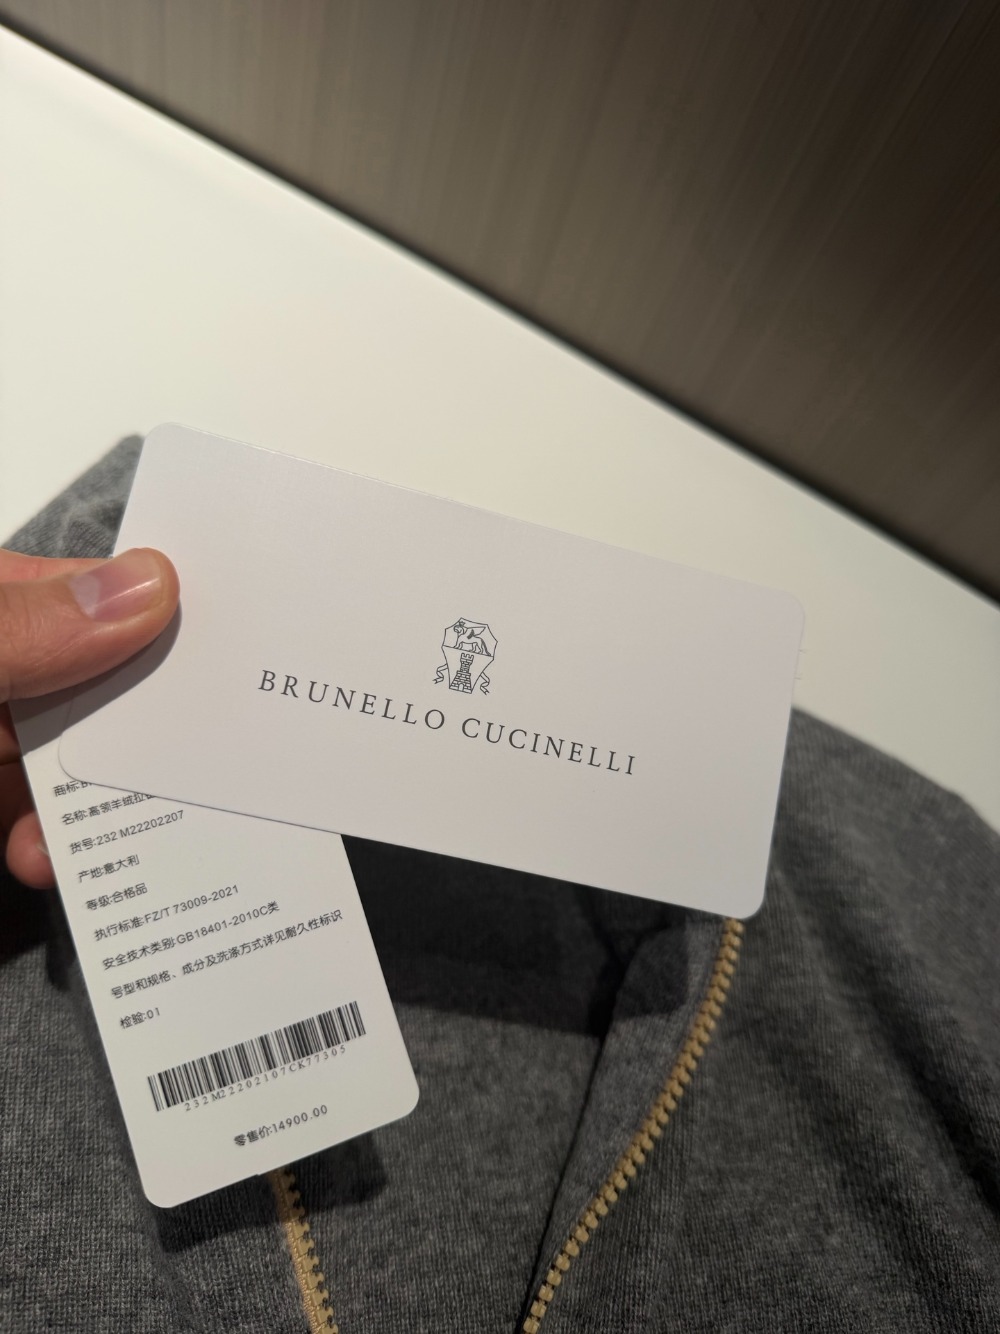 BRUNELLO CUCINELLI
商标:B
名称:高领羊绒拉
货号:232 M22202207
产地:意大利
等级:合格品
执行标准:FZ/T 73009-2021
安全技术类别:GB18401-2010C类
号型和规格、成分及洗涤方式详见耐久性标识
检验:01
232M22202107CK77305
零售价:14900.00